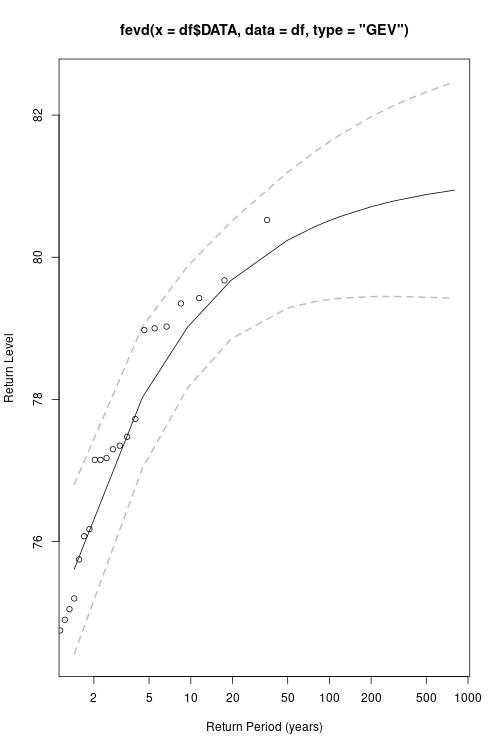 fevd(x = df$DATA, data = df, type = "GEV")
82
80
78
76
Return Level
2 5 10 20 50 100 200 500 1000
Return Period (years)